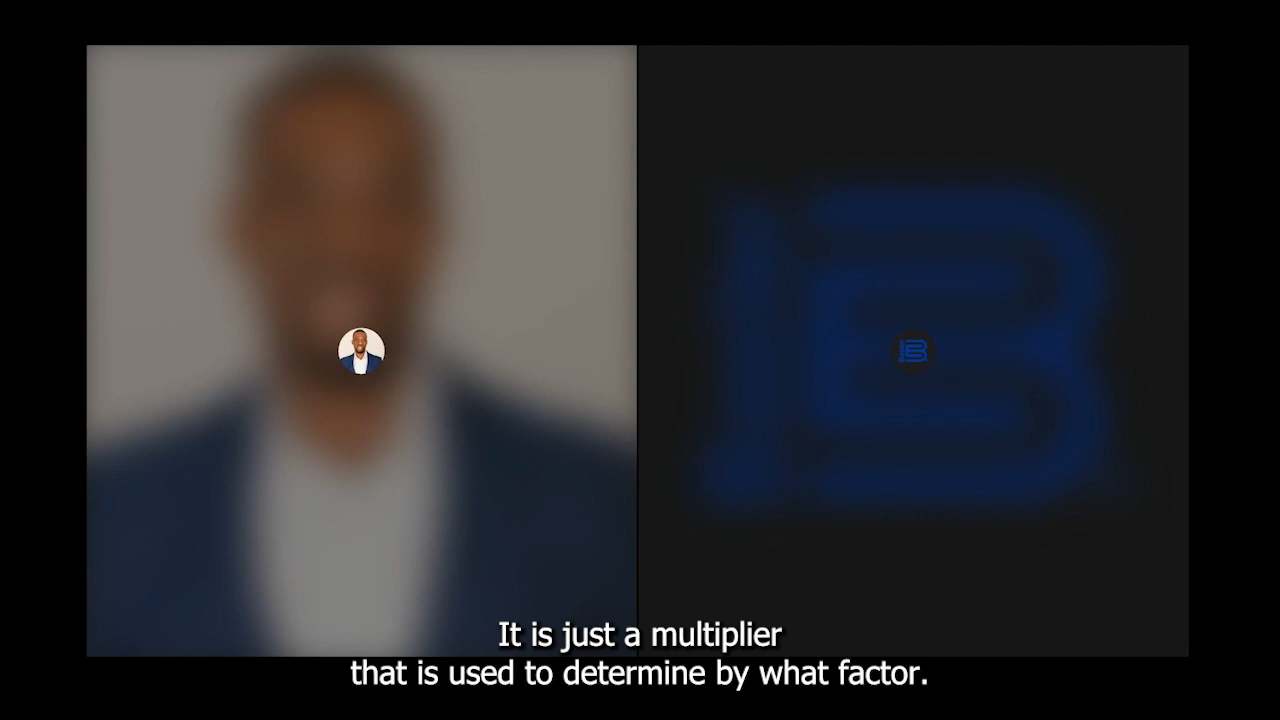 It is just a multiplier
that is used to determine by what factor.